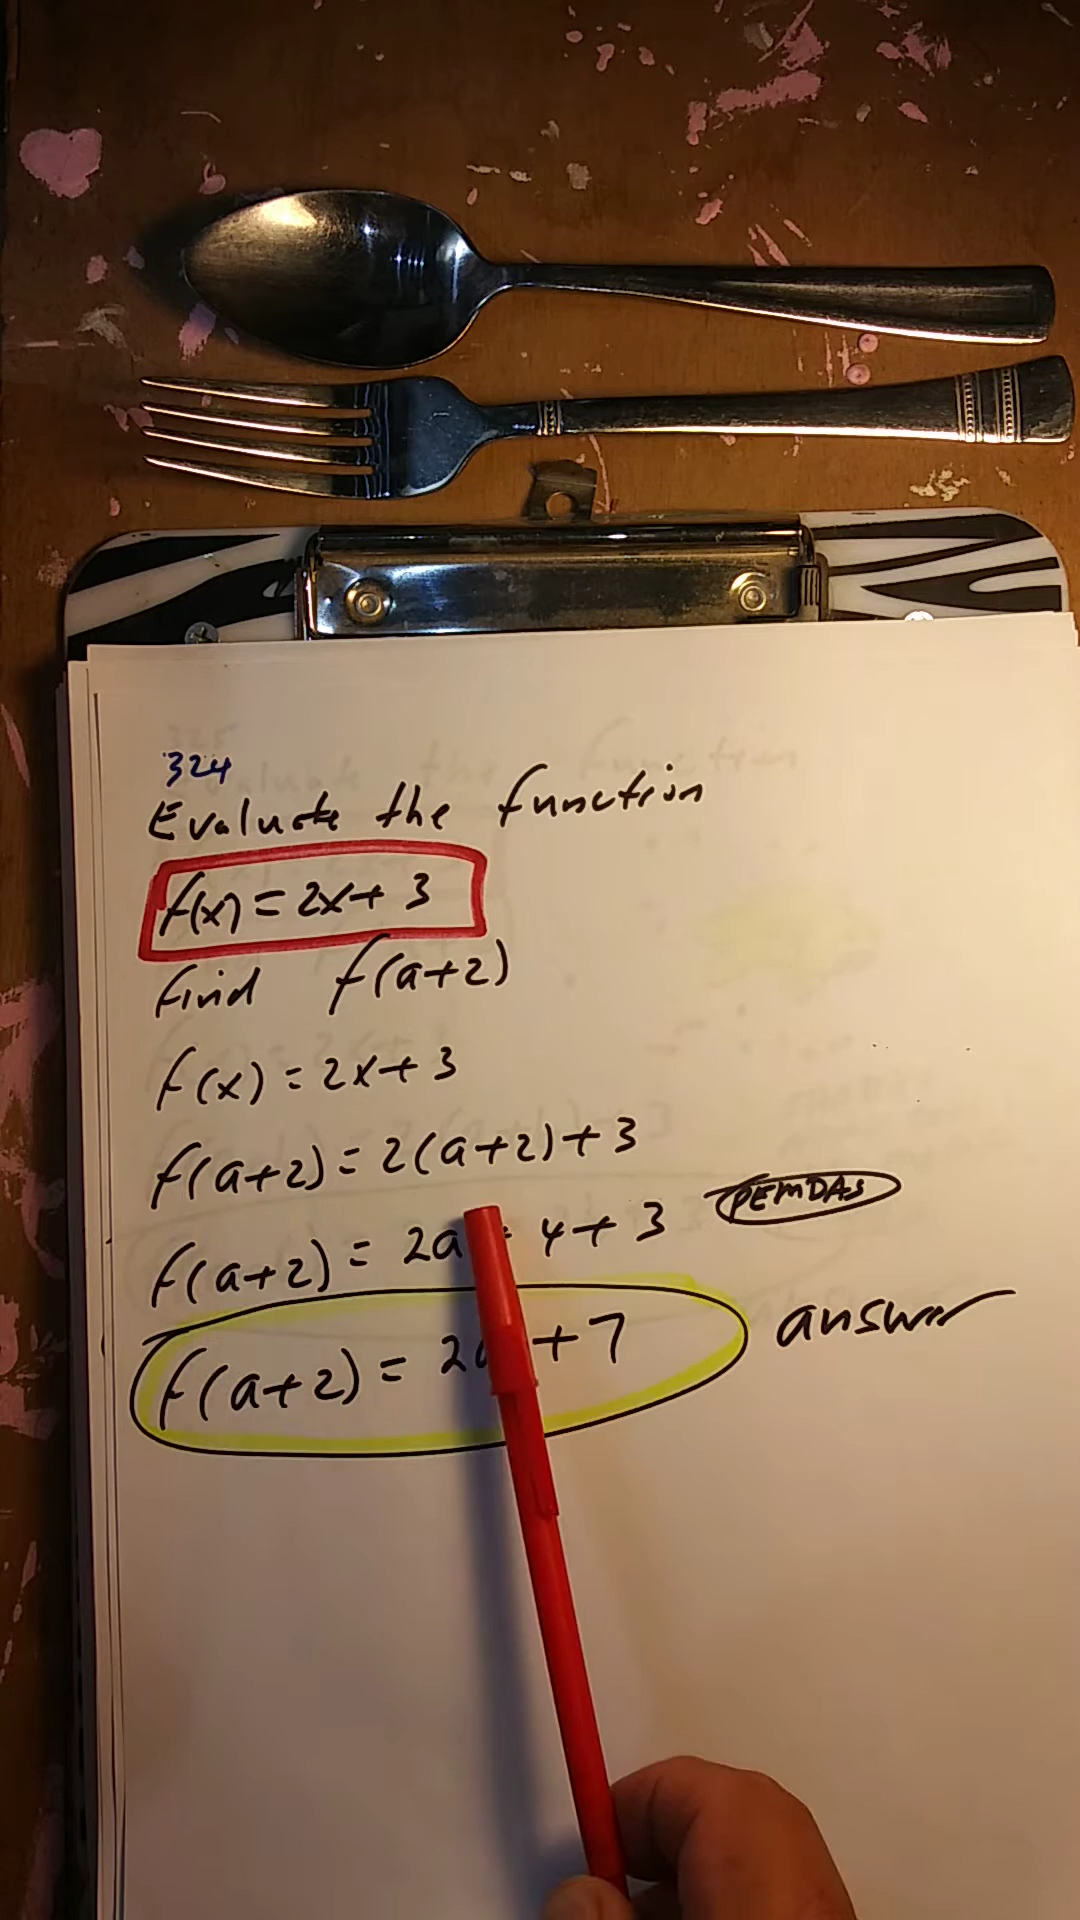 324
Evaluate the function
f(x) = 2x + 3
find f(a+2)
f(x) = 2x + 3
f(a+2) = 2(a+2) + 3
f(a+2) = 2a + 4 + 3 PEMDAS
f(a+2) = 2a + 7 answer